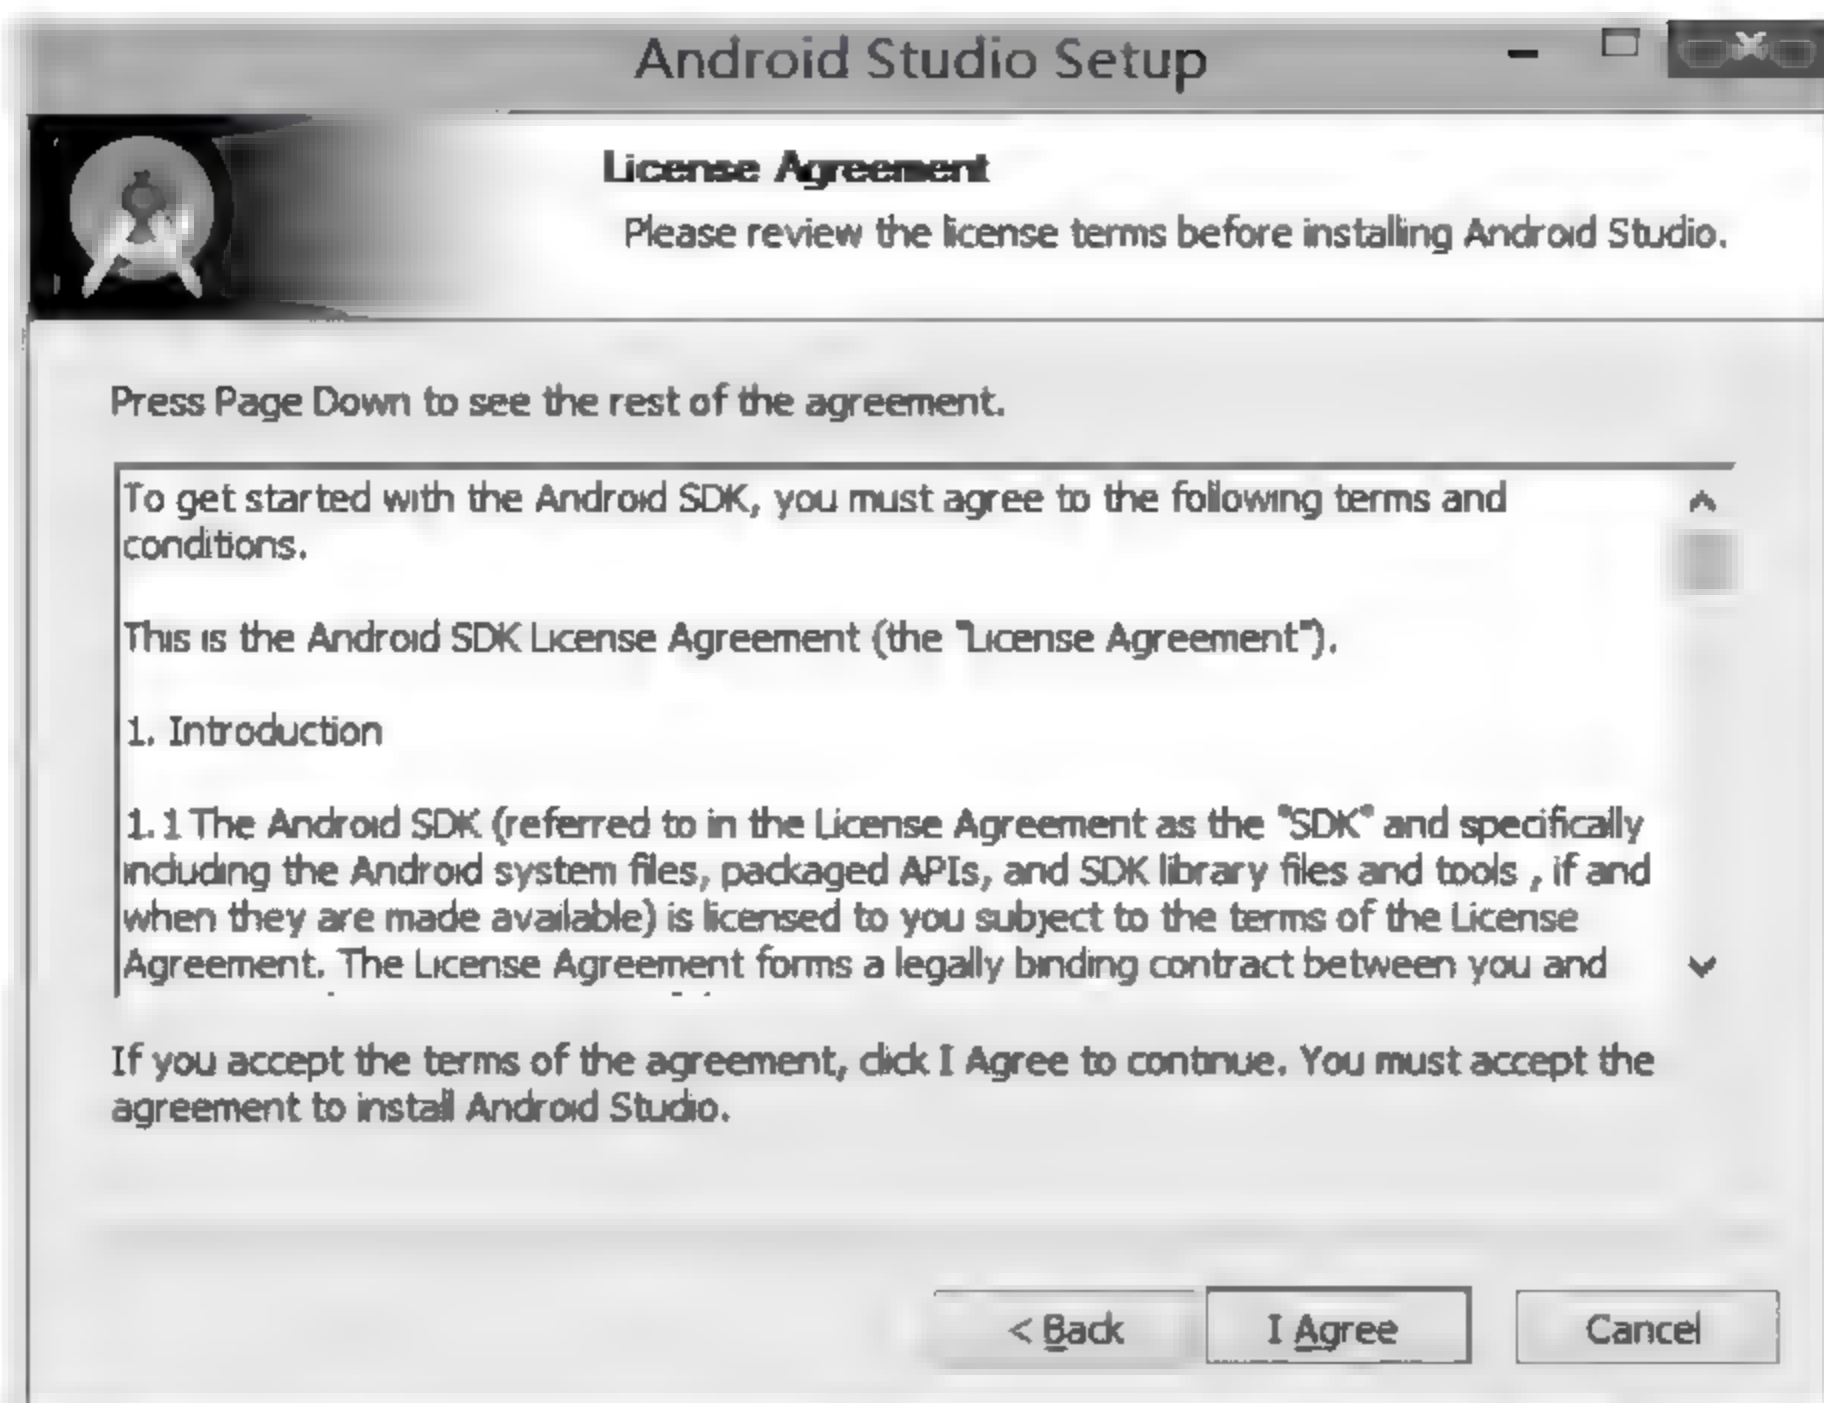 Android Studio Setup
License Agreement
Please review the license terms before installing Android Studio.
Press Page Down to see the rest of the agreement.
To get started with the Android SDK, you must agree to the following terms and
conditions.
This is the Android SDK License Agreement (the "License Agreement").
1. Introduction
1.1 The Android SDK (referred to in the License Agreement as the "SDK" and specifically
including the Android system files, packaged APIs, and SDK library files and tools , if and
when they are made available) is licensed to you subject to the terms of the License
Agreement. The License Agreement forms a legally binding contract between you and
If you accept the terms of the agreement, click I Agree to continue. You must accept the
agreement to install Android Studio.
< Back
I Agree
Cancel